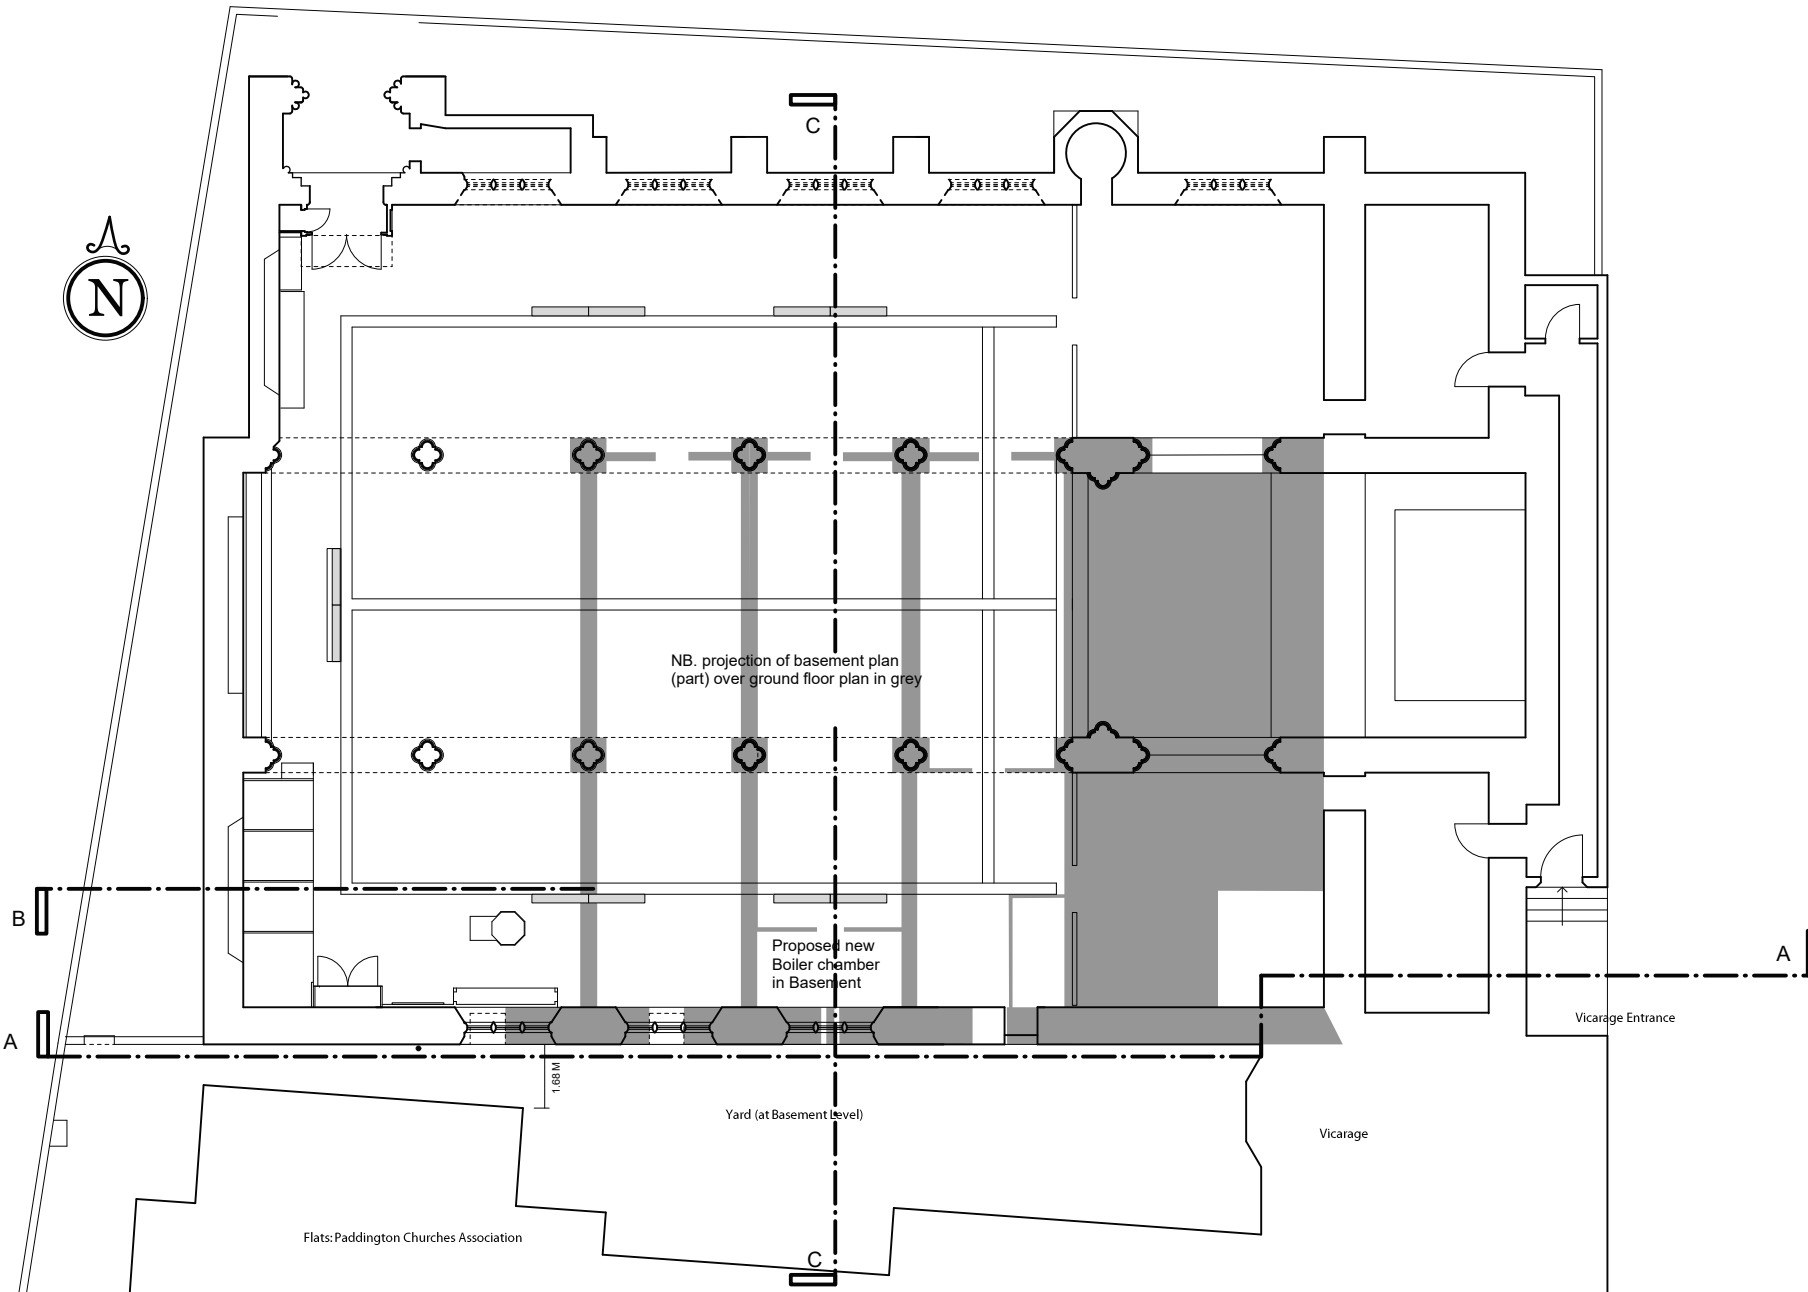 C
N
NB. projection of basement plan
(part) over ground floor plan in grey
B
Proposed new
Boiler chamber
in Basement
A
A
Vicarage Entrance
1.68 M
Yard (at Basement Level)
Vicarage
Flats: Paddington Churches Association
C